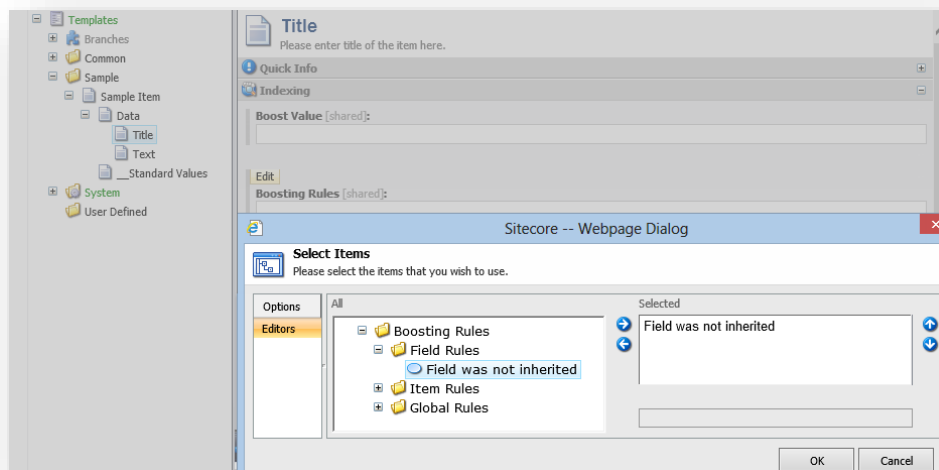 Templates
Branches
Common
Sample
Sample Item
Data
Title
Text
__Standard Values
System
User Defined
Title
Please enter title of the item here.
Quick Info
Indexing
Boost Value [shared]:
Edit
Boosting Rules [shared]:
Sitecore -- Webpage Dialog
Select Items
Please select the items that you wish to use.
Options
Editors
All
Boosting Rules
Field Rules
Field was not inherited
Item Rules
Global Rules
Selected
Field was not inherited
OK
Cancel